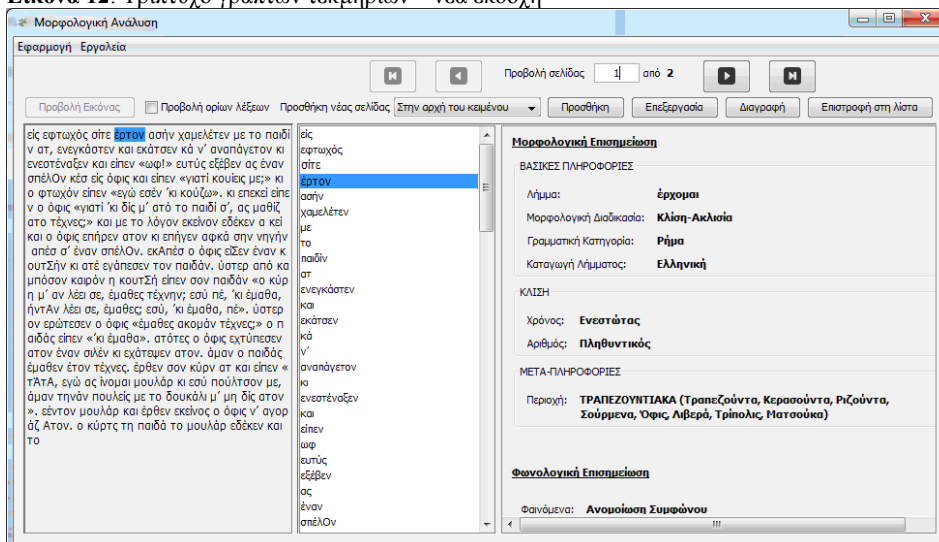 Εικόνα 12: Τρίπτυχο γραπτών τεκμηρίων – νέα εκδοχή
Μορφολογική Ανάλυση
Εφαρμογή Εργαλεία
Προβολή σελίδας 1 από 2
Προβολή Εικόνας Προβολή ορίων λέξεων Προσθήκη νέας σελίδας Στην αρχή του κειμένου Προσθήκη Επεξεργασία Διαγραφή Επιστροφή στη λίστα
είς εφτωχός σίτε έρτον ασήν χαμελέτεν με το παιδί
ν ατ, ενεγκάστεν και εκάτσεν κά ν' αναπάγετον κι
ενεστέναξεν και είπεν «ωφ!» ευτύς εξέβεν ας έναν
σπέλΟν κέσ είς όφις και είπεν «γιατί κουίεις με;» κι
ο φτωχόν είπεν «εγώ εσέν 'κι κούζω». κι επεκεί είπε
ν ο όφις «γιατί 'κι δίς μ' ατό το παιδί σ', ας μαθίζ
ατο τέχνες;» και με το λόγον εκείνον εδέκεν α κεί
και ο όφις επήρεν ατον κι επήγεν αφκά σην νηγήν
απέσ σ' έναν σπέλΟν. εκΑπέσ ο όφις είΣεν έναν κ
ουτΣήν κι ατέ εγάπεσεν τον παιδάν. ύστερ από κα
μπόσον καιρόν η κουτΣή είπεν σον παιδάν «ο κύρ
η μ' αν λέει σε, έμαθες τέχνην; εσύ πέ, 'κι έμαθα,
ήντΑν λέει σε, έμαθες; εσύ, 'κι έμαθα, πέ». ύστερ
ον ερώτεσεν ο όφις «έμαθες ακομάν τέχνες;» ο π
αιδάς είπεν «'κι έμαθα». ατότες ο όφις εχτύπεσεν
ατον έναν σιλέν κι εχάτεψεν ατον. άμαν ο παιδάς
έμαθεν έτον τέχνες. έρθεν σον κύρν ατ και είπεν «
τΆτΑ, εγώ ας ίνομαι μουλάρ κι εσύ πούλτσον με,
άμαν τηνάν πουλείς με το δουκάλι μ' μη δίς ατον
». εέντον μουλάρ και έρθεν εκείνος ο όφις ν' αγορ
άζ Ατον. ο κύρτς τη παιδά το μουλάρ εδέκεν και
το
είς
εφτωχός
σίτε
έρτον
ασήν
χαμελέτεν
με
το
παιδίν
ατ
ενεγκάστεν
και
εκάτσεν
κά
ν'
αναπάγετον
κι
ενεστέναξεν
και
είπεν
ωφ
ευτύς
εξέβεν
ας
έναν
σπέλΟν
Μορφολογική Επισημείωση
ΒΑΣΙΚΕΣ ΠΛΗΡΟΦΟΡΙΕΣ
Λήμμα: έρχομαι
Μορφολογική Διαδικασία: Κλίση-Ακλισία
Γραμματική Κατηγορία: Ρήμα
Καταγωγή Λήμματος: Ελληνική
ΚΛΙΣΗ
Χρόνος: Ενεστώτας
Αριθμός: Πληθυντικός
ΜΕΤΑ-ΠΛΗΡΟΦΟΡΙΕΣ
Περιοχή: ΤΡΑΠΕΖΟΥΝΤΙΑΚΑ (Τραπεζούντα, Κερασούντα, Ριζούντα,
Σούρμενα, Όφις, Λιβερά, Τρίπολις, Ματσούκα)
Φωνολογική Επισημείωση
Φαινόμενα: Ανομοίωση Συμφώνου